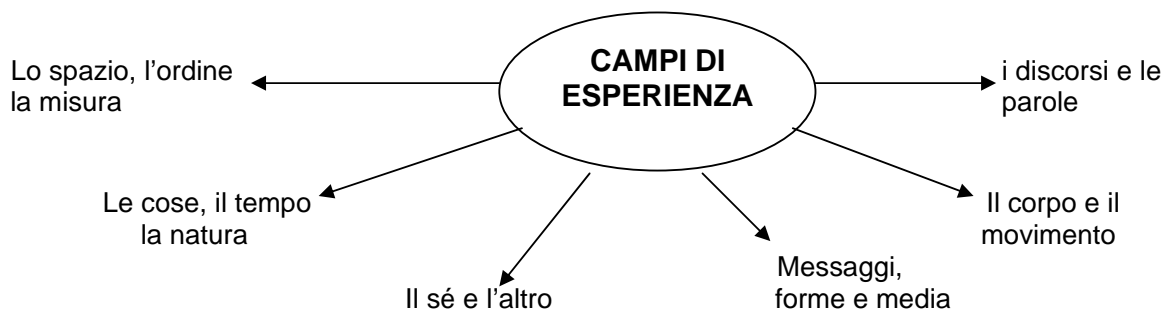 CAMPI DI
ESPERIENZA
Lo spazio, l’ordine
la misura
i discorsi e le
parole
Le cose, il tempo
la natura
Il corpo e il
movimento
Il sé e l’altro
Messaggi,
forme e media